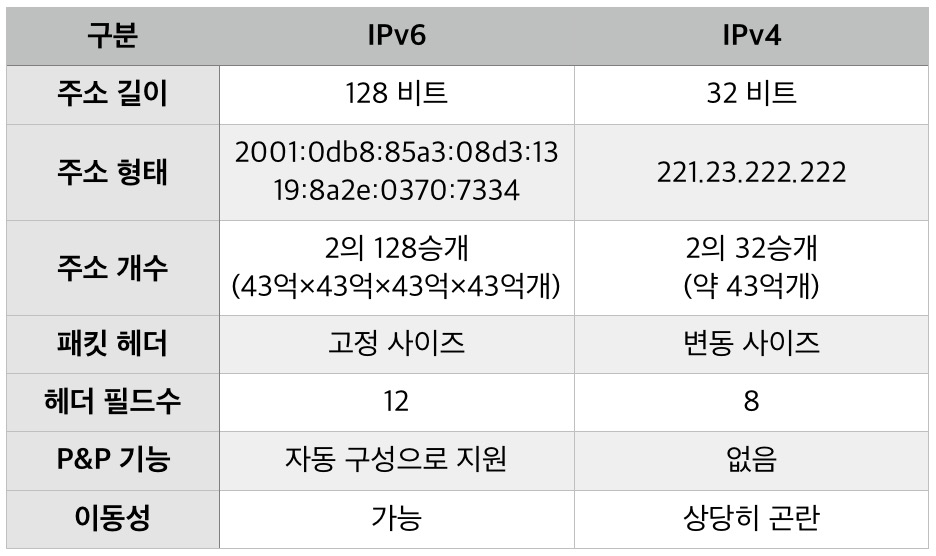 구분 IPv6 IPv4
주소 길이 128 비트 32 비트
주소 형태 2001:0db8:85a3:08d3:13
19:8a2e:0370:7334 221.23.222.222
주소 개수 2의 128승개 2의 32승개
(43억×43억×43억×43억개) (약 43억개)
패킷 헤더 고정 사이즈 변동 사이즈
헤더 필드수 12 8
P&P 기능 자동 구성으로 지원 없음
이동성 가능 상당히 곤란